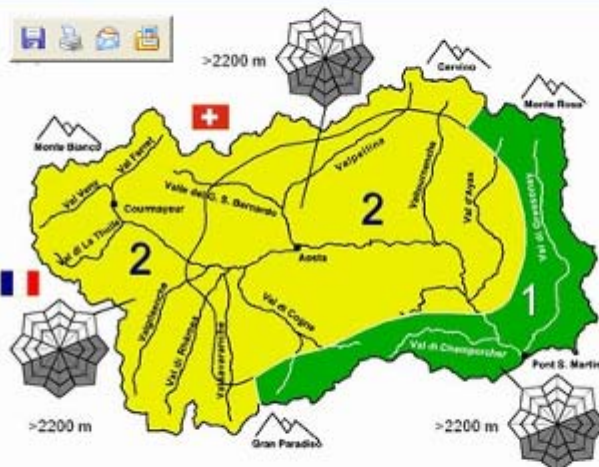 >2200 m
Cervino
Monte Rosa
Monte Bianco
Val Ferret
Val Veny
Courmayeur
Val di La Thuile
Valle del G. S. Bernardo
Valpelline
Valtournenche
Val d'Ayas
Val di Gressoney
2
2
1
Aosta
Valgrisenche
Val di Rhemes
Valsavarenche
Val di Cogne
Val di Champorcher
Pont S. Martin
Gran Paradiso
>2200 m
>2200 m